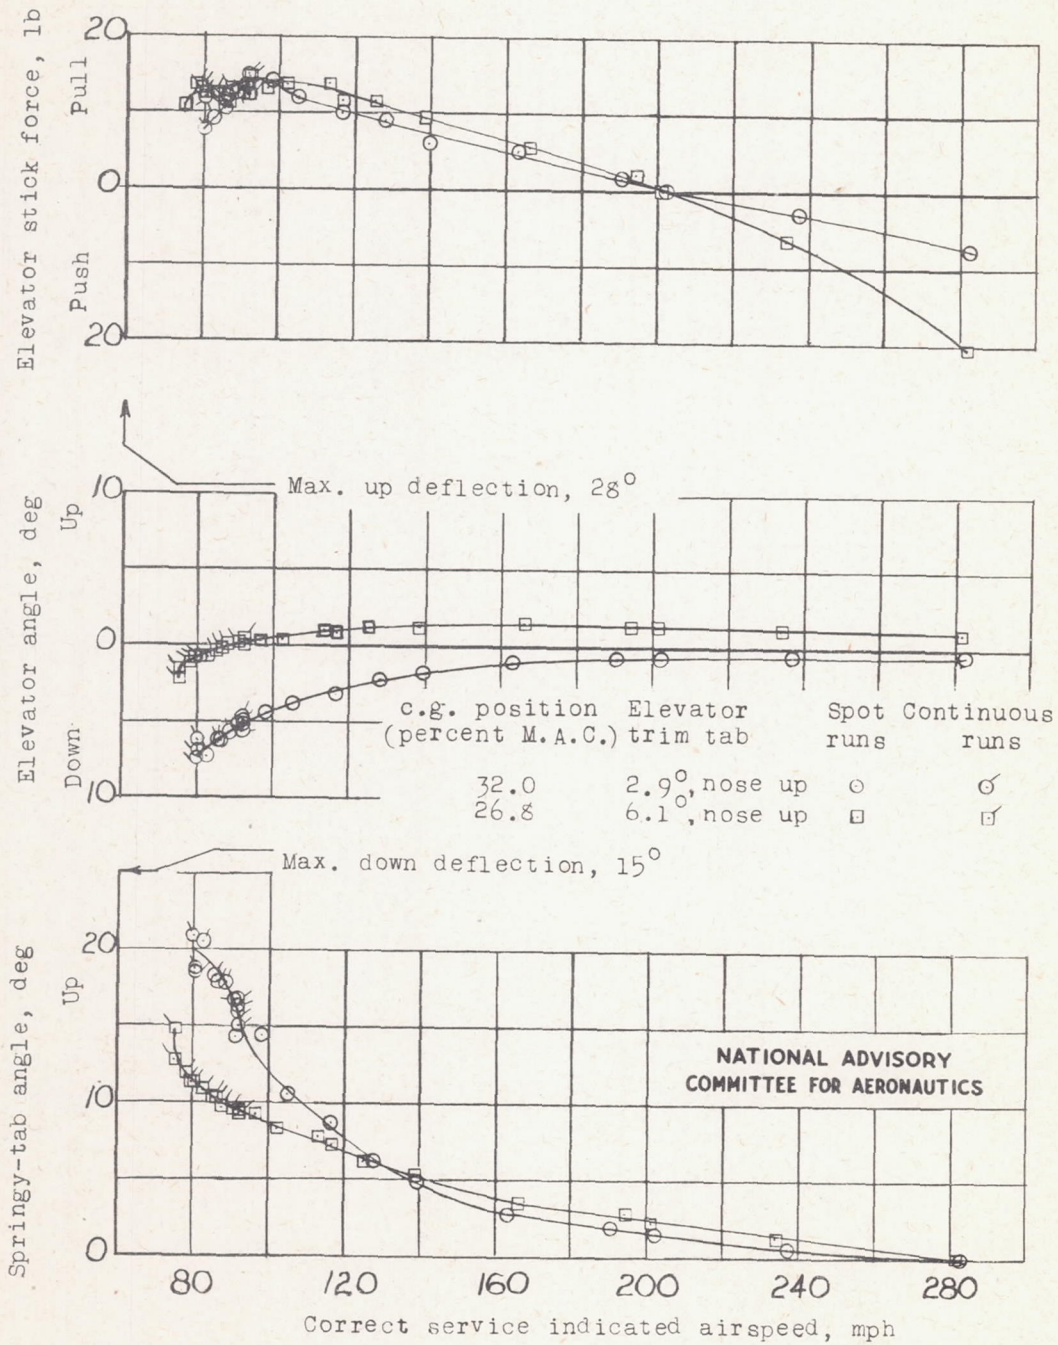 Elevator stick force, lb
Pull
Push
20
0
20
Elevator angle, deg
Up
Down
10
0
10
Max. up deflection, 28°
c.g. position Elevator Spot Continuous
(percent M.A.C.) trim tab runs runs
32.0 2.9°, nose up
26.8 6.1°, nose up
Max. down deflection, 15°
Springy-tab angle, deg
Up
20
10
0
NATIONAL ADVISORY
COMMITTEE FOR AERONAUTICS
80 120 160 200 240 280
Correct service indicated airspeed, mph